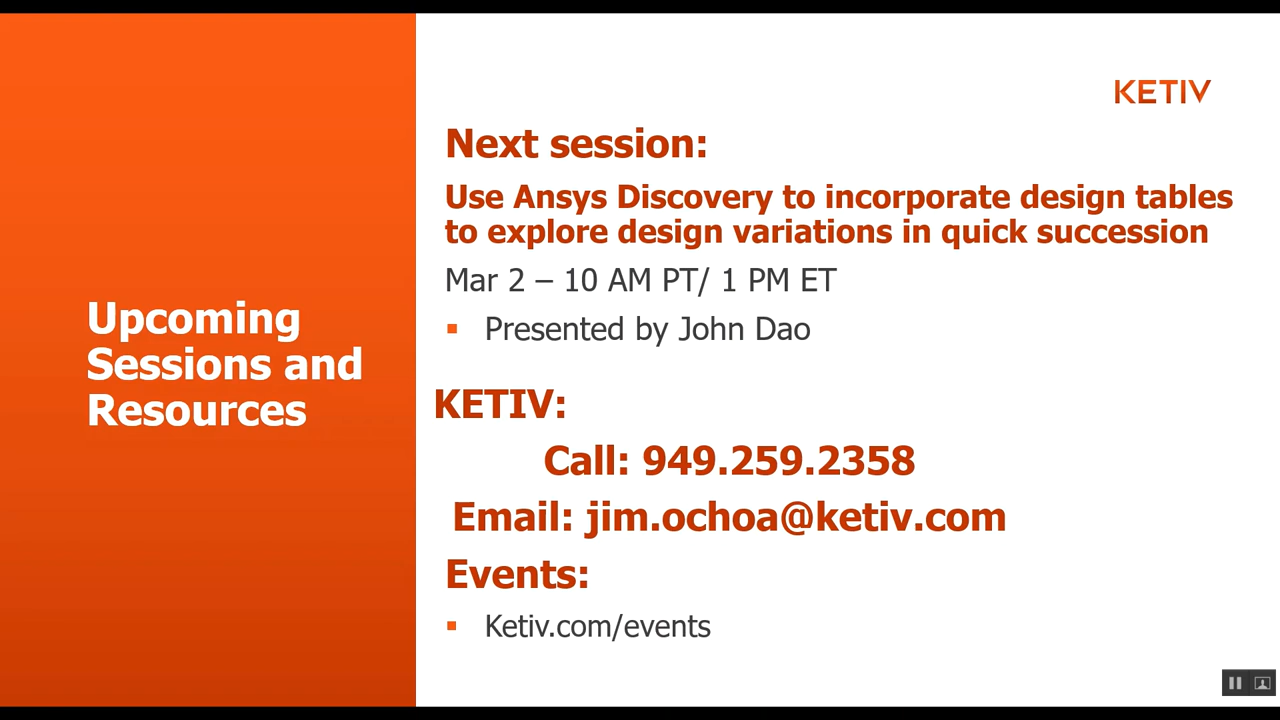 KETIV
Upcoming
Sessions and
Resources
Next session:
Use Ansys Discovery to incorporate design tables
to explore design variations in quick succession
Mar 2 – 10 AM PT/ 1 PM ET
▪ Presented by John Dao
KETIV:
Call: 949.259.2358
Email: jim.ochoa@ketiv.com
Events:
▪ Ketiv.com/events